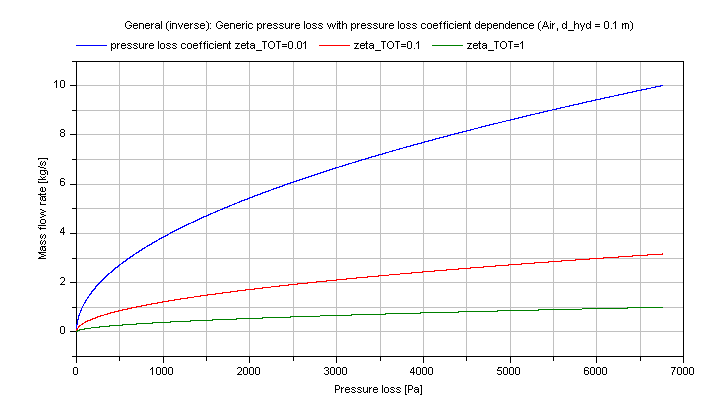 General (inverse): Generic pressure loss with pressure loss coefficient dependence (Air, d_hyd = 0.1 m)
pressure loss coefficient zeta_TOT=0.01 zeta_TOT=0.1 zeta_TOT=1
10
8
6
4
2
0
Mass flow rate [kg/s]
0 1000 2000 3000 4000 5000 6000 7000
Pressure loss [Pa]